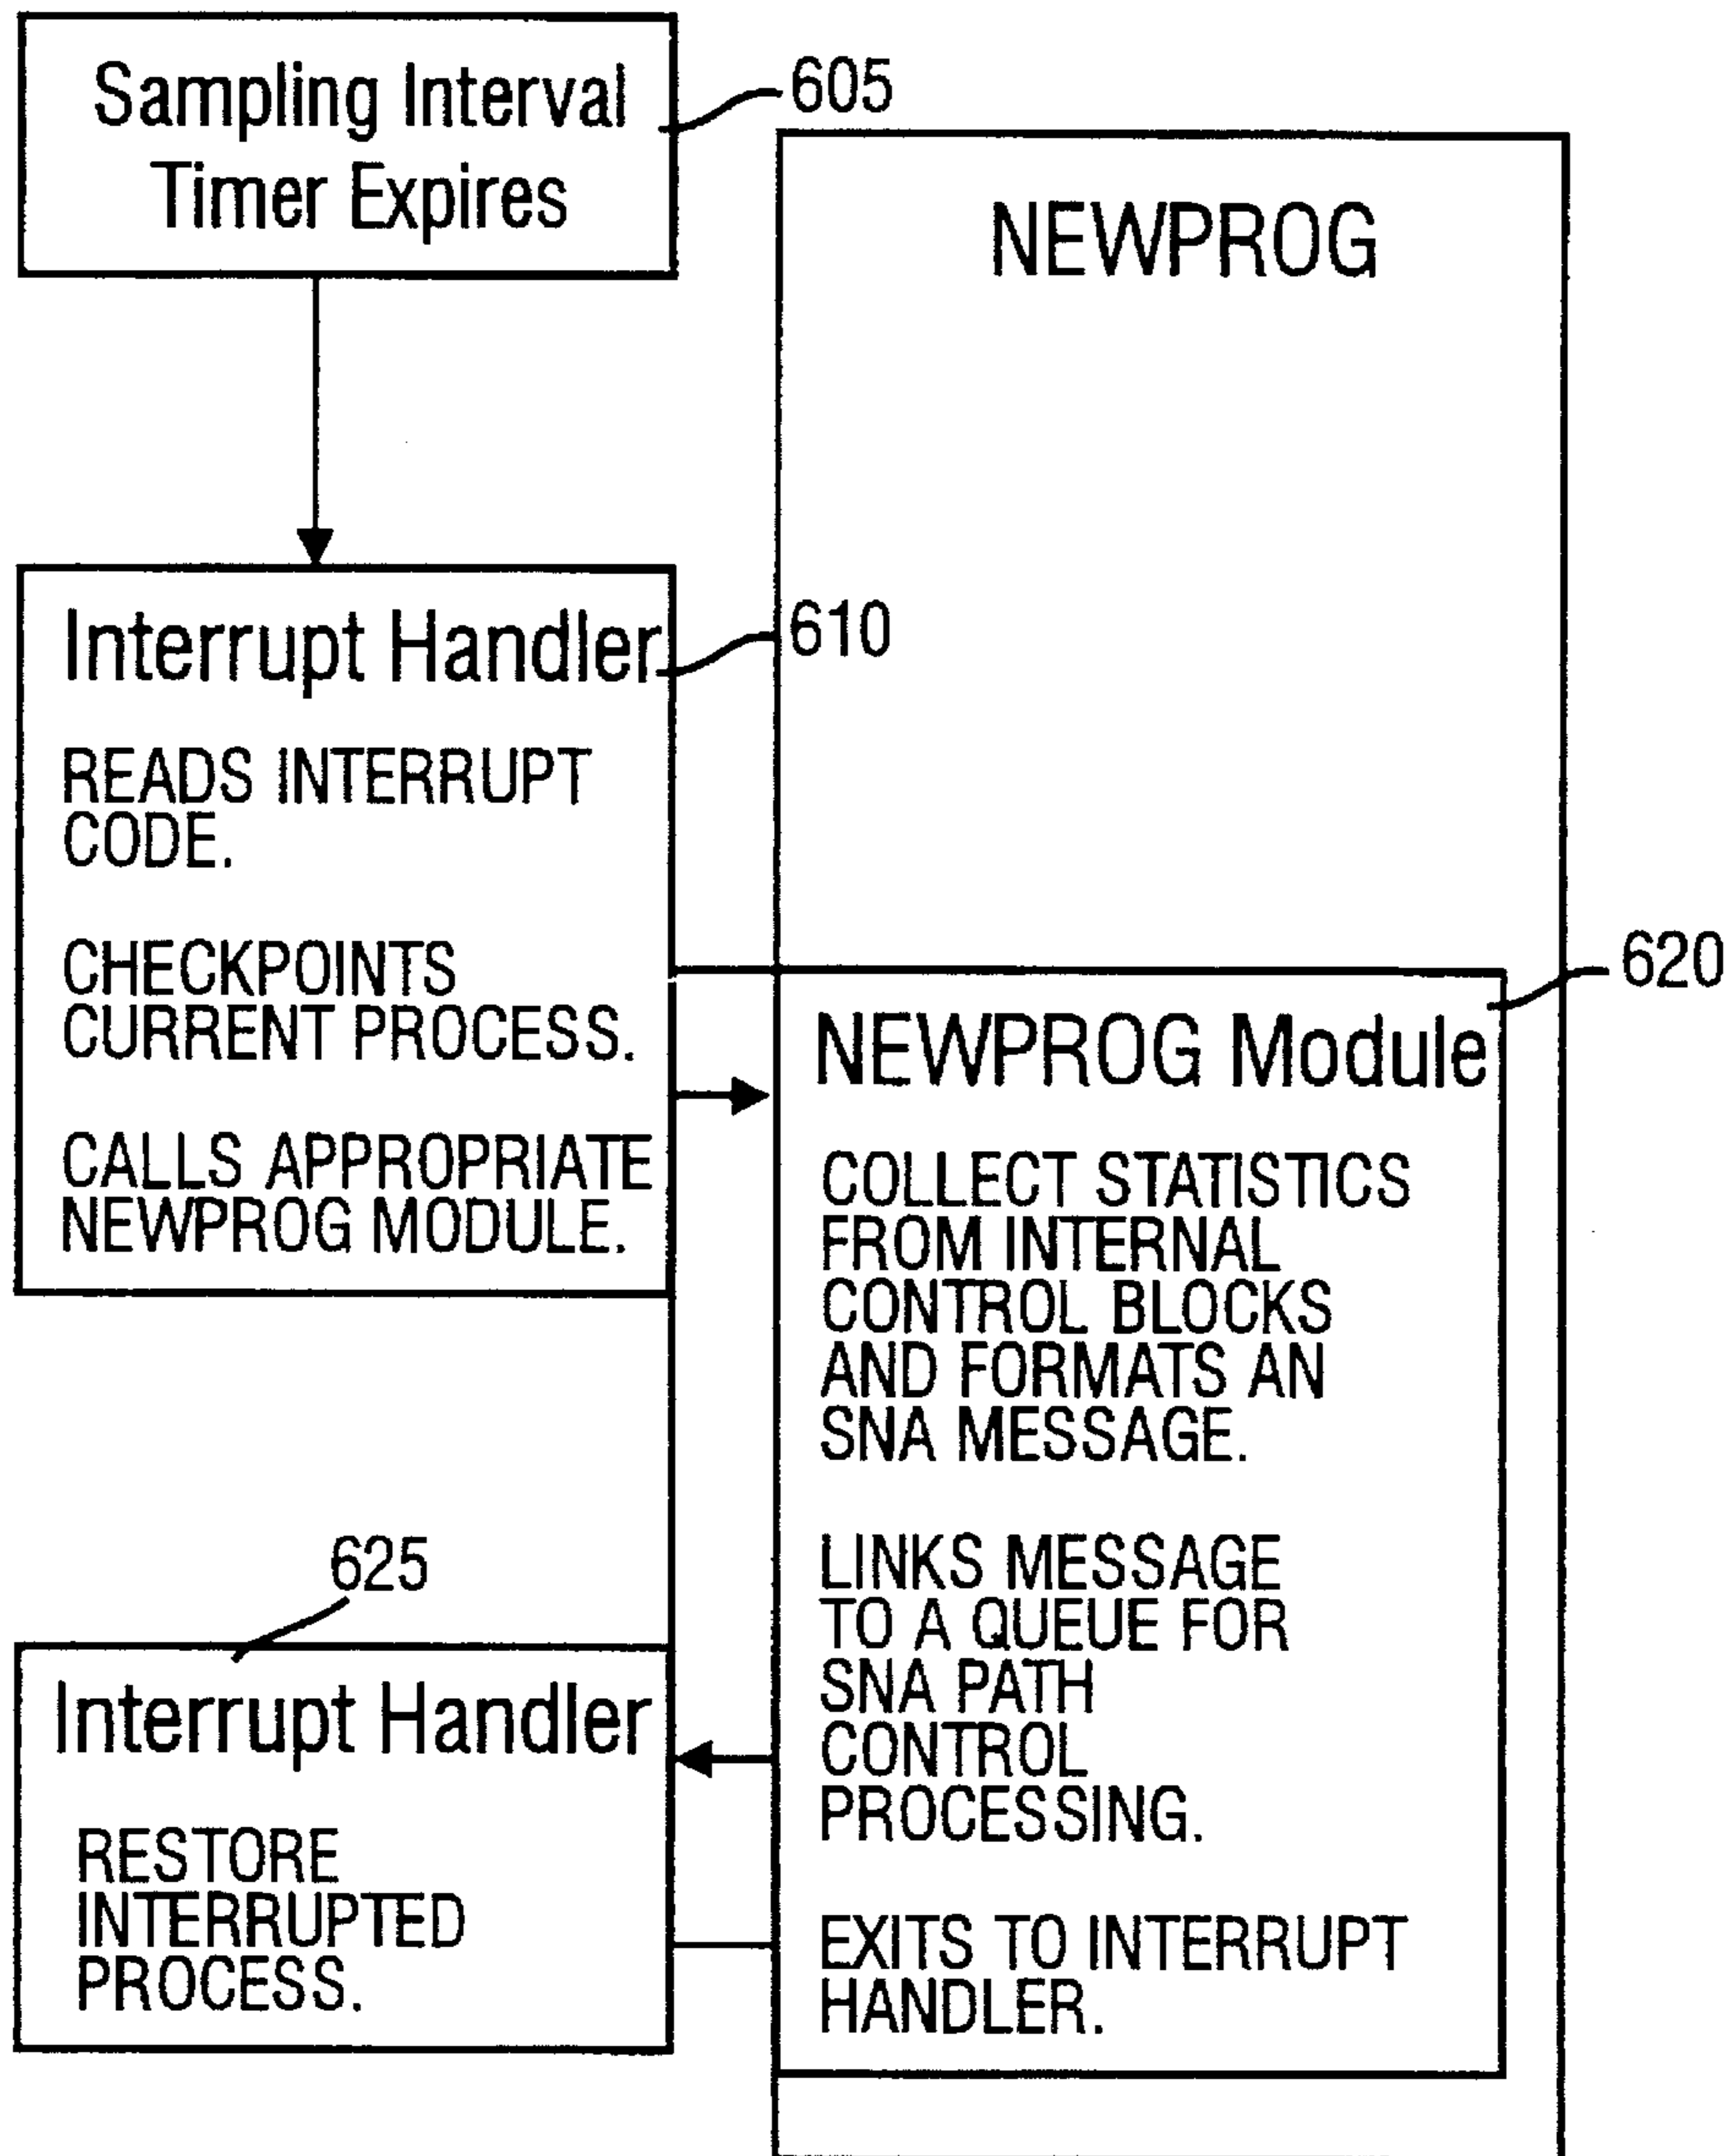 Sampling Interval
Timer Expires
605
NEWPROG
Interrupt Handler
610
READS INTERRUPT
CODE.
CHECKPOINTS
CURRENT PROCESS.
CALLS APPROPRIATE
NEWPROG MODULE.
620
NEWPROG Module
COLLECT STATISTICS
FROM INTERNAL
CONTROL BLOCKS
AND FORMATS AN
SNA MESSAGE.
LINKS MESSAGE
TO A QUEUE FOR
SNA PATH
CONTROL
PROCESSING.
EXITS TO INTERRUPT
HANDLER.
625
Interrupt Handler
RESTORE
INTERRUPTED
PROCESS.